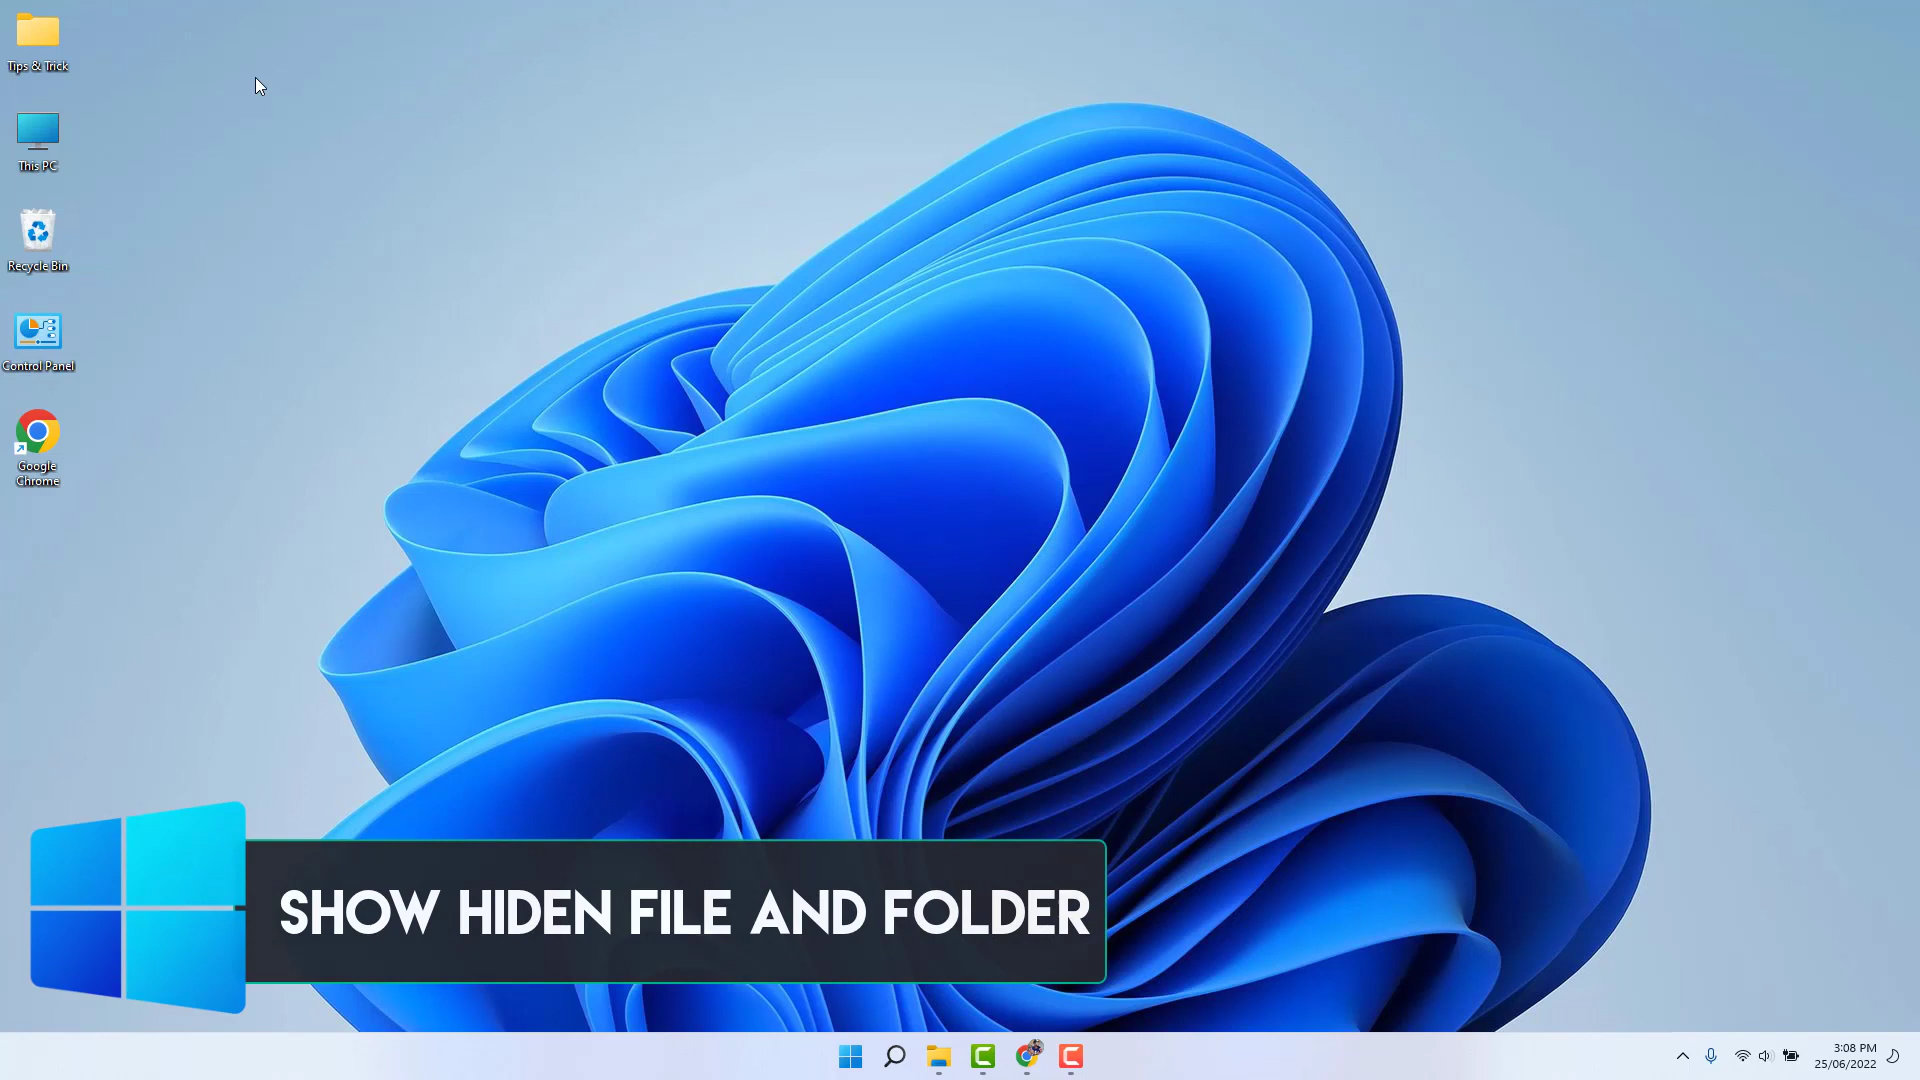 Tips & Trick
This PC
Recycle Bin
Control Panel
Google
Chrome
SHOW HIDEN FILE AND FOLDER
3:08 PM
25/06/2022